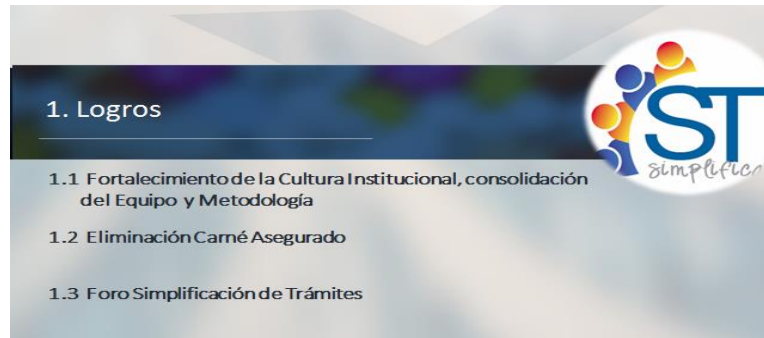 1. Logros
ST
simplifica
1.1 Fortalecimiento de la Cultura Institucional, consolidación
del Equipo y Metodología
1.2 Eliminación Carné Asegurado
1.3 Foro Simplificación de Trámites